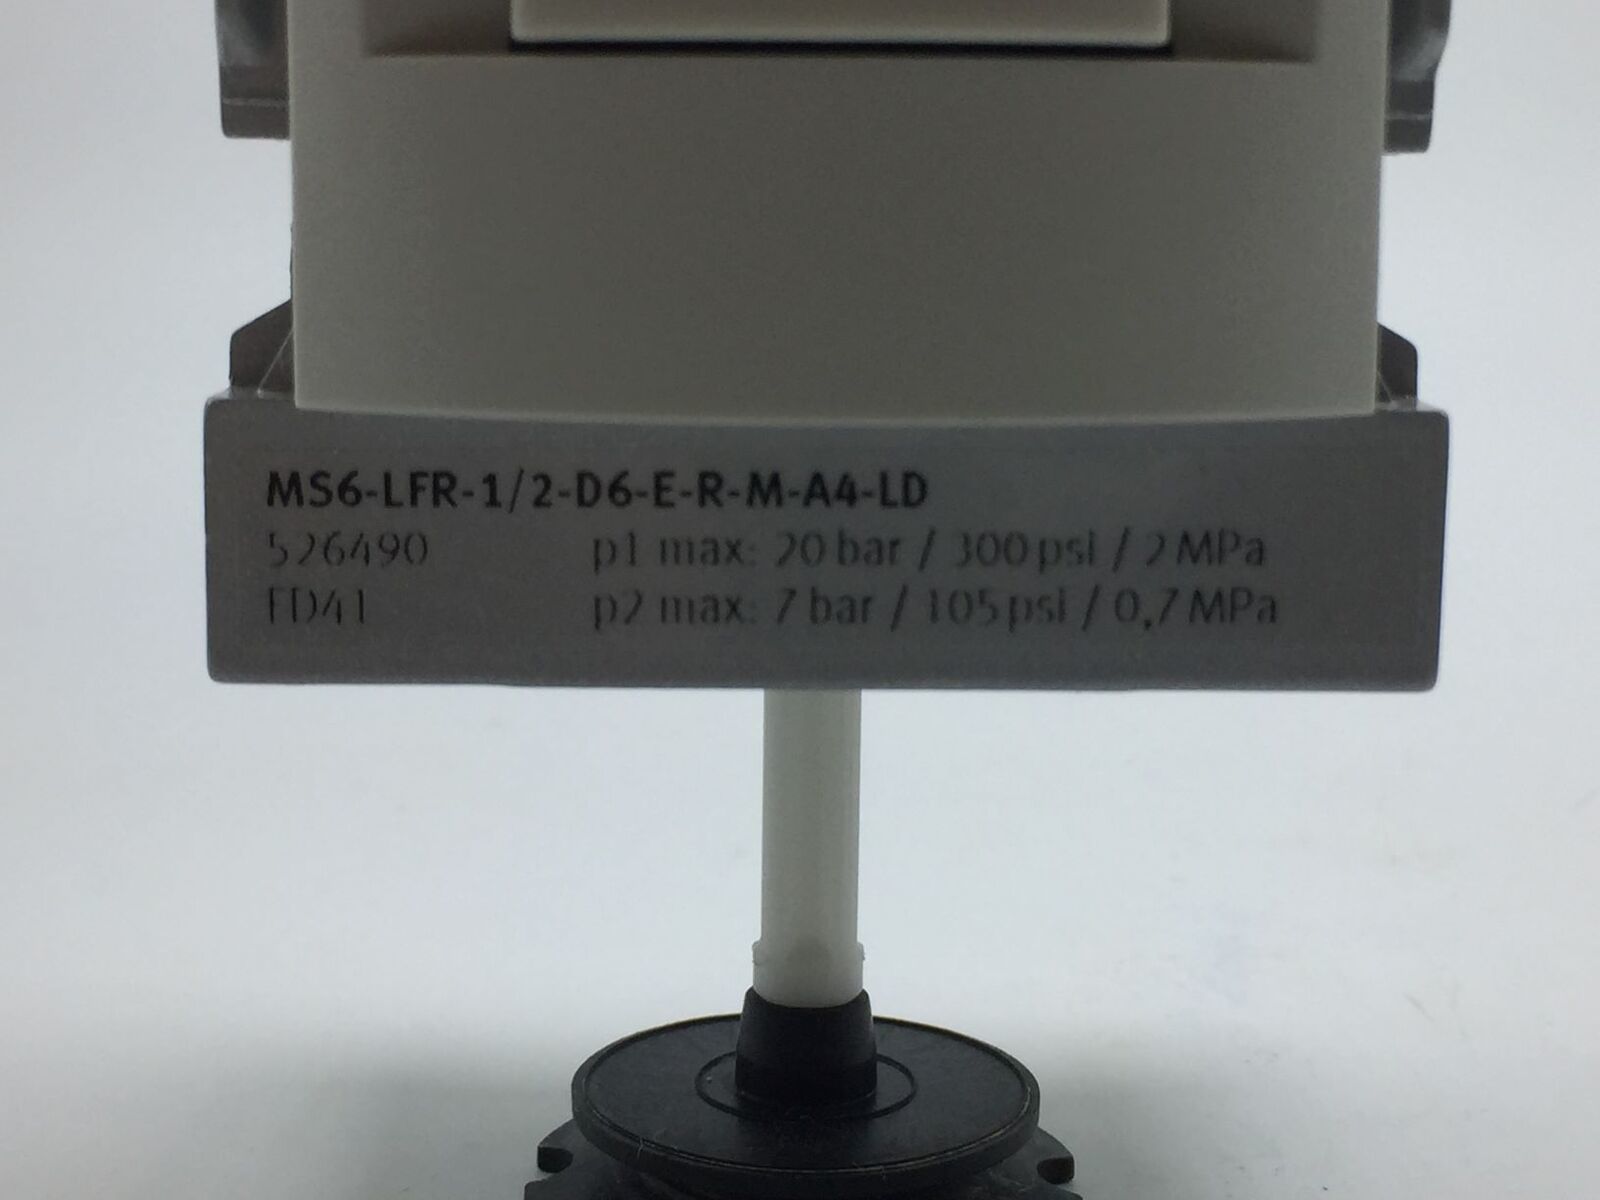 MS6-LFR-1/2-D6-E-R-M-A4-LD
526490 p1 max: 20 bar / 300 psi / 2 MPa
FD41 p2 max: 7 bar / 105 psi / 0,7 MPa